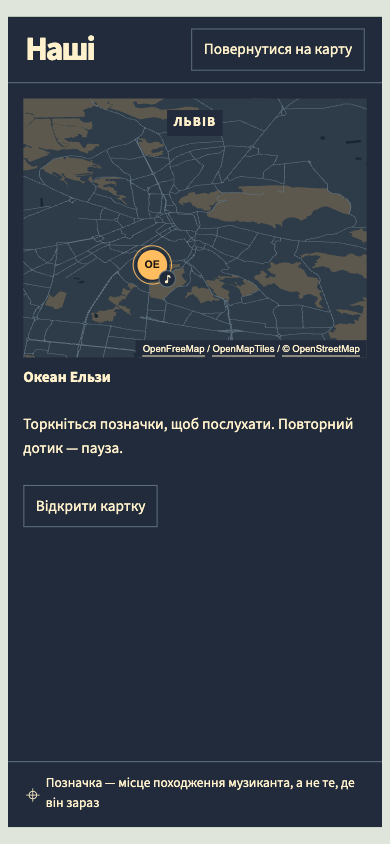 Наші
Повернутися на карту
ЛЬВІВ
ОЕ
OpenFreeMap / OpenMapTiles / © OpenStreetMap
Океан Ельзи
Торкніться позначки, щоб послухати. Повторний
дотик — пауза.
Відкрити картку
Позначка — місце походження музиканта, а не те, де
він зараз